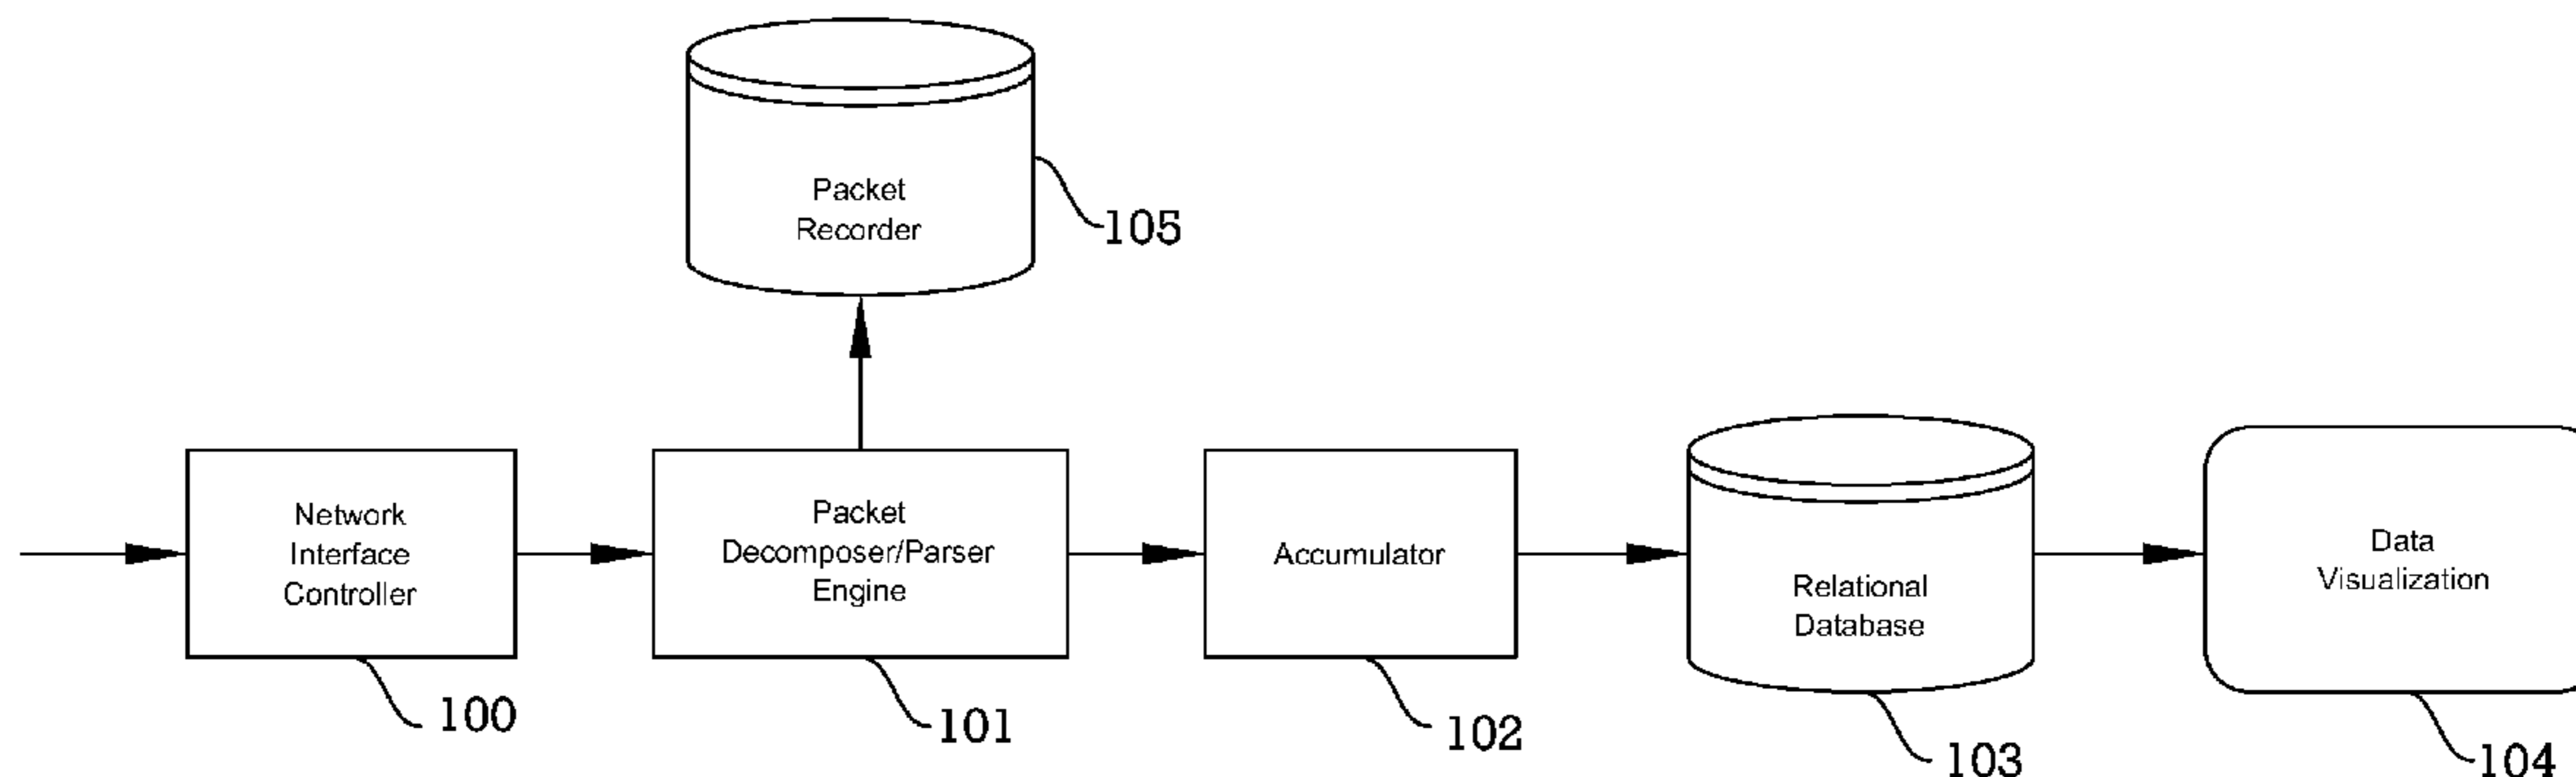 Packet
Recorder
105
Network
Interface
Controller
100
Packet
Decomposer/Parser
Engine
101
Accumulator
102
Relational
Database
103
Data
Visualization
104